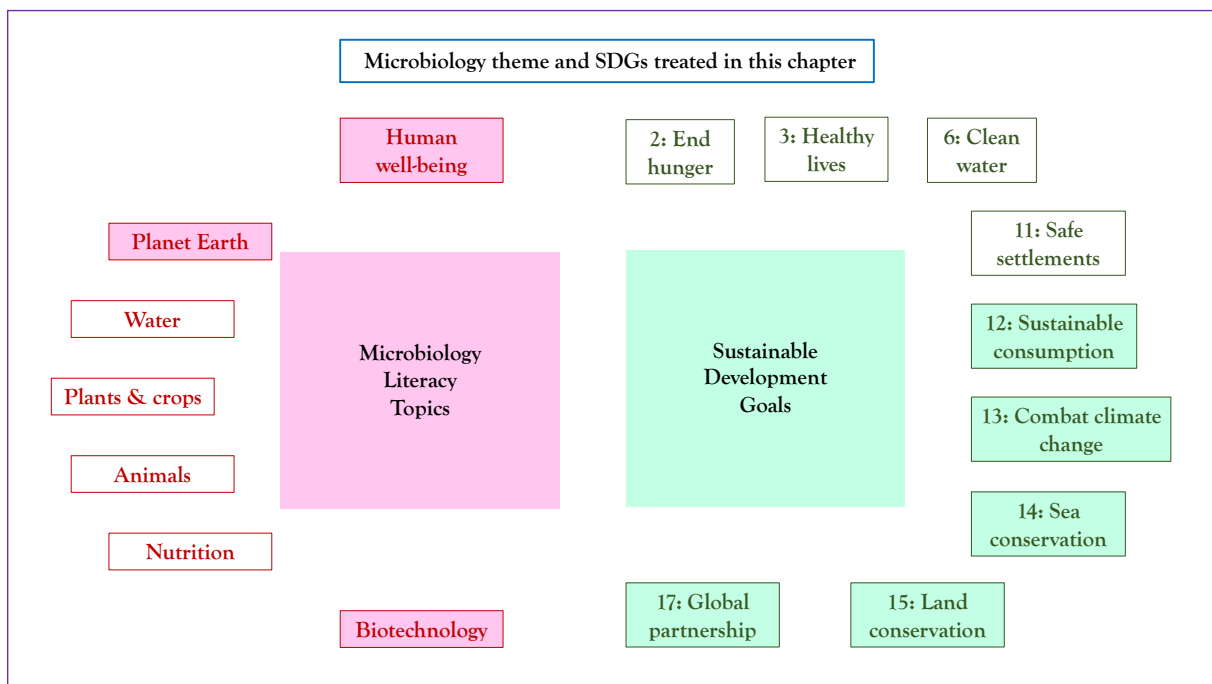 Microbiology theme and SDGs treated in this chapter
Human
well-being
2: End
hunger
3: Healthy
lives
6: Clean
water
Planet Earth
11: Safe
settlements
Water
12: Sustainable
consumption
Microbiology
Literacy
Topics
Sustainable
Development
Goals
Plants & crops
13: Combat climate
change
Animals
14: Sea
conservation
Nutrition
Biotechnology
17: Global
partnership
15: Land
conservation